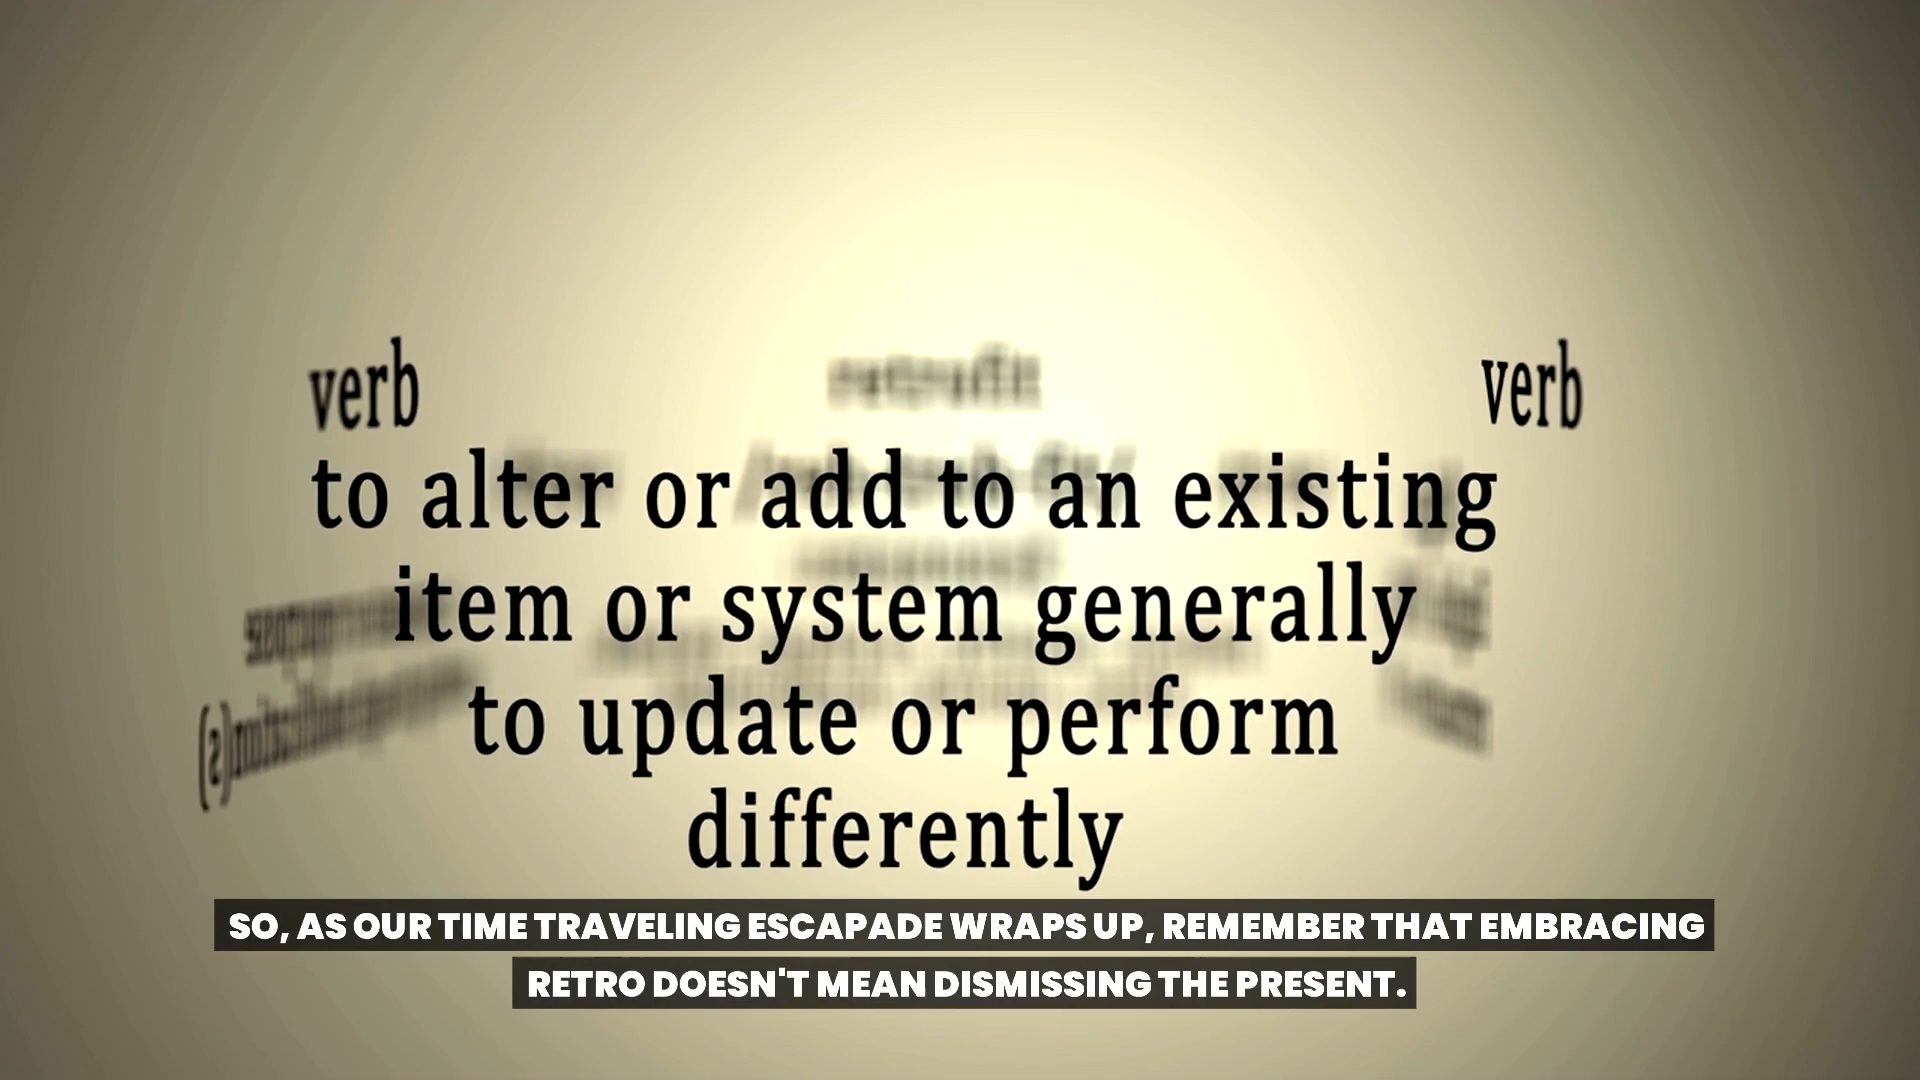 verb
retrofit
verb
to alter or add to an existing
item or system generally
to update or perform
differently
SO, AS OUR TIME TRAVELING ESCAPADE WRAPS UP, REMEMBER THAT EMBRACING
RETRO DOESN'T MEAN DISMISSING THE PRESENT.